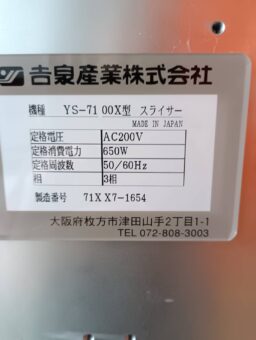 吉泉産業株式会社
機種 YS-7100X型 スライサー
MADE IN JAPAN
定格電圧 AC200V
定格消費電力 650W
定格周波数 50/60Hz
相 3相
製造番号 71XX7-1654
大阪府枚方市津田山手2丁目1-1
TEL 072-808-3003